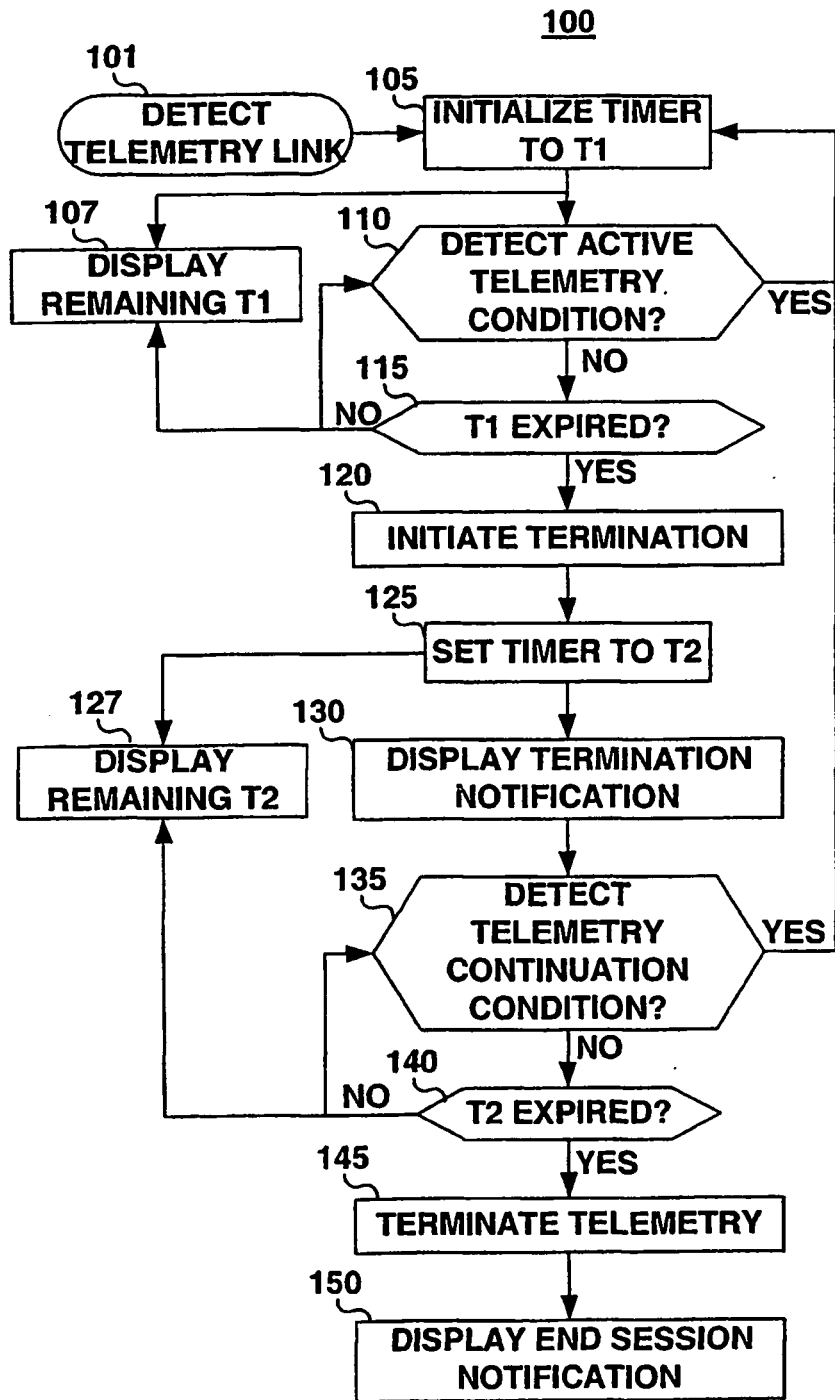 100
101
DETECT
TELEMETRY LINK
105
INITIALIZE TIMER
TO T1
107
DISPLAY
REMAINING T1
110
DETECT ACTIVE
TELEMETRY
CONDITION?
YES
NO
115
NO
T1 EXPIRED?
YES
120
INITIATE TERMINATION
125
SET TIMER TO T2
127
DISPLAY
REMAINING T2
130
DISPLAY TERMINATION
NOTIFICATION
135
DETECT
TELEMETRY
CONTINUATION
CONDITION?
YES
NO
140
NO
T2 EXPIRED?
YES
145
TERMINATE TELEMETRY
150
DISPLAY END SESSION
NOTIFICATION